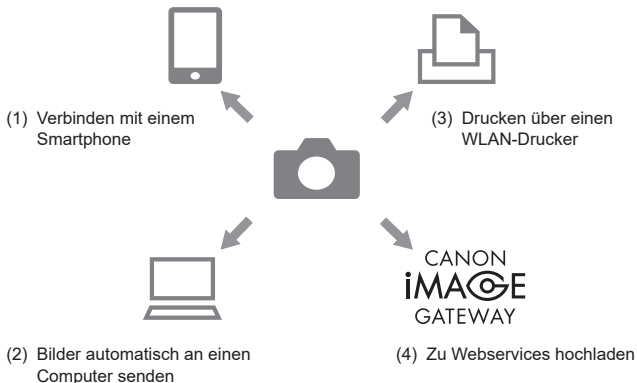 (1) Verbinden mit einem
Smartphone
(3) Drucken über einen
WLAN-Drucker
CANON
iMAGE
GATEWAY
(2) Bilder automatisch an einen
Computer senden
(4) Zu Webservices hochladen